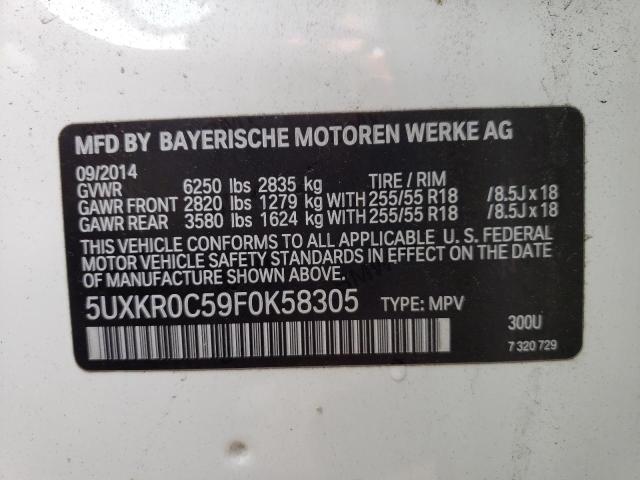 MFD BY BAYERISCHE MOTOREN WERKE AG
09/2014
GVWR 6250 lbs 2835 kg TIRE / RIM
GAWR FRONT 2820 lbs 1279 kg WITH 255/55 R18 /8.5J x 18
GAWR REAR 3580 lbs 1624 kg WITH 255/55 R18 /8.5J x 18
THIS VEHICLE CONFORMS TO ALL APPLICABLE U. S. FEDERAL
MOTOR VEHICLE SAFETY STANDARDS IN EFFECT ON THE DATE
OF MANUFACTURE SHOWN ABOVE.
5UXKR0C59F0K58305 TYPE: MPV
300U
7 320 729